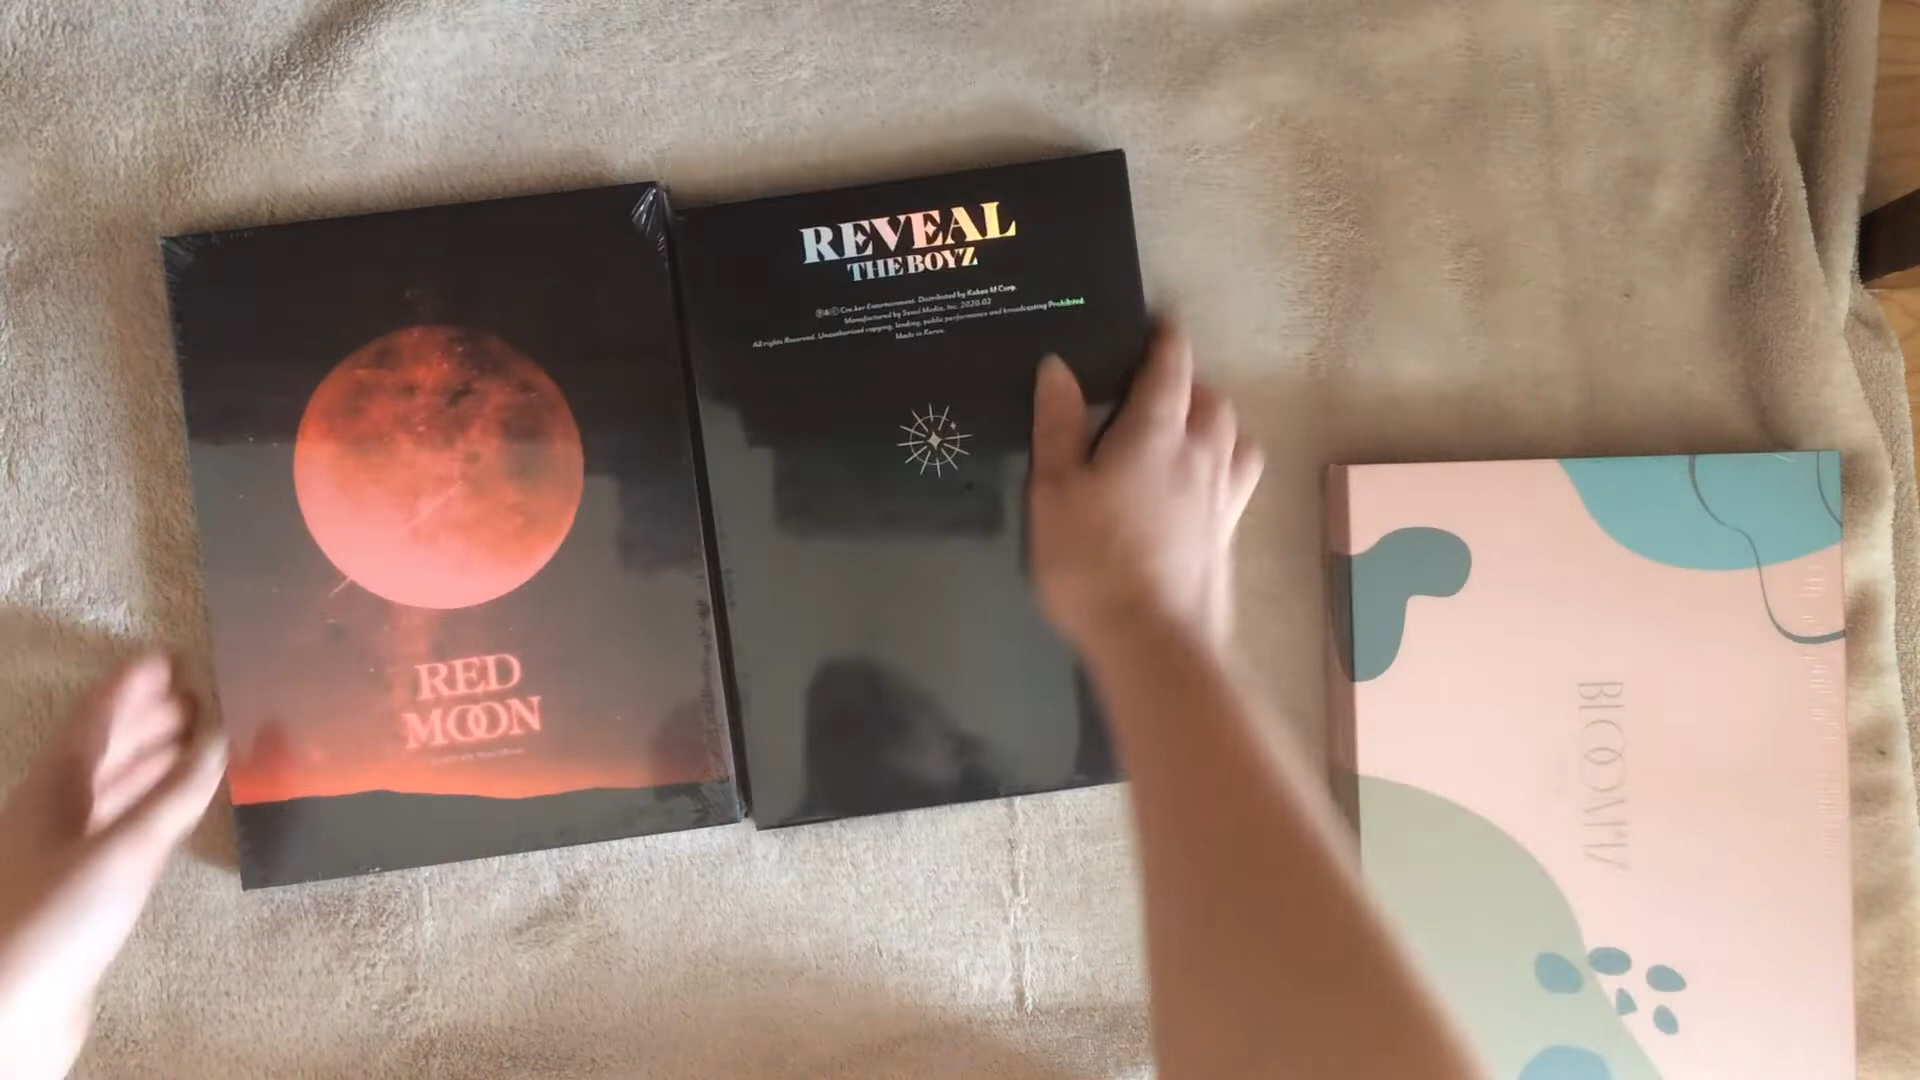 RED
MOON
REVEAL
THE BOYZ
Ⓟ&ⓒ Cre.ker Entertainment. Distributed by Kakao M Corp.
Manufactured by Seoul Media, Inc. 2020.02
All rights Reserved. Unauthorized copying, lending, public performance and broadcasting Prohibited.
Made in Korea.